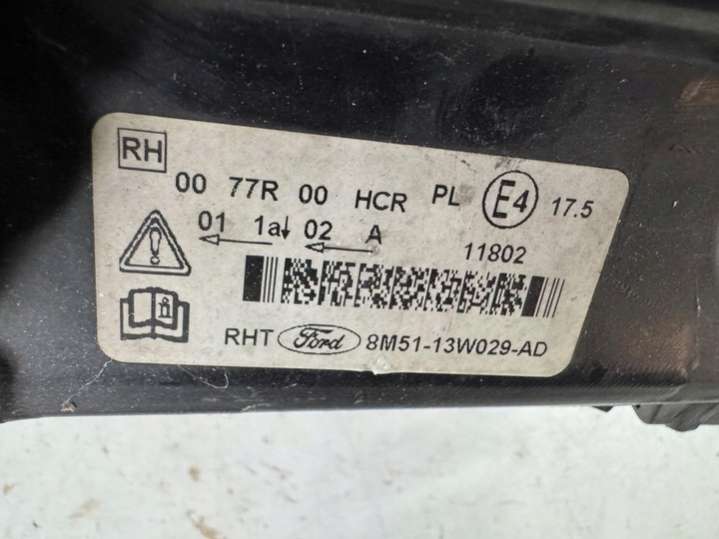 RH
00 77R 00 HCR PL E4 17.5
01 1a 02 A 11802
i
RHT Ford 8M51-13W029-AD